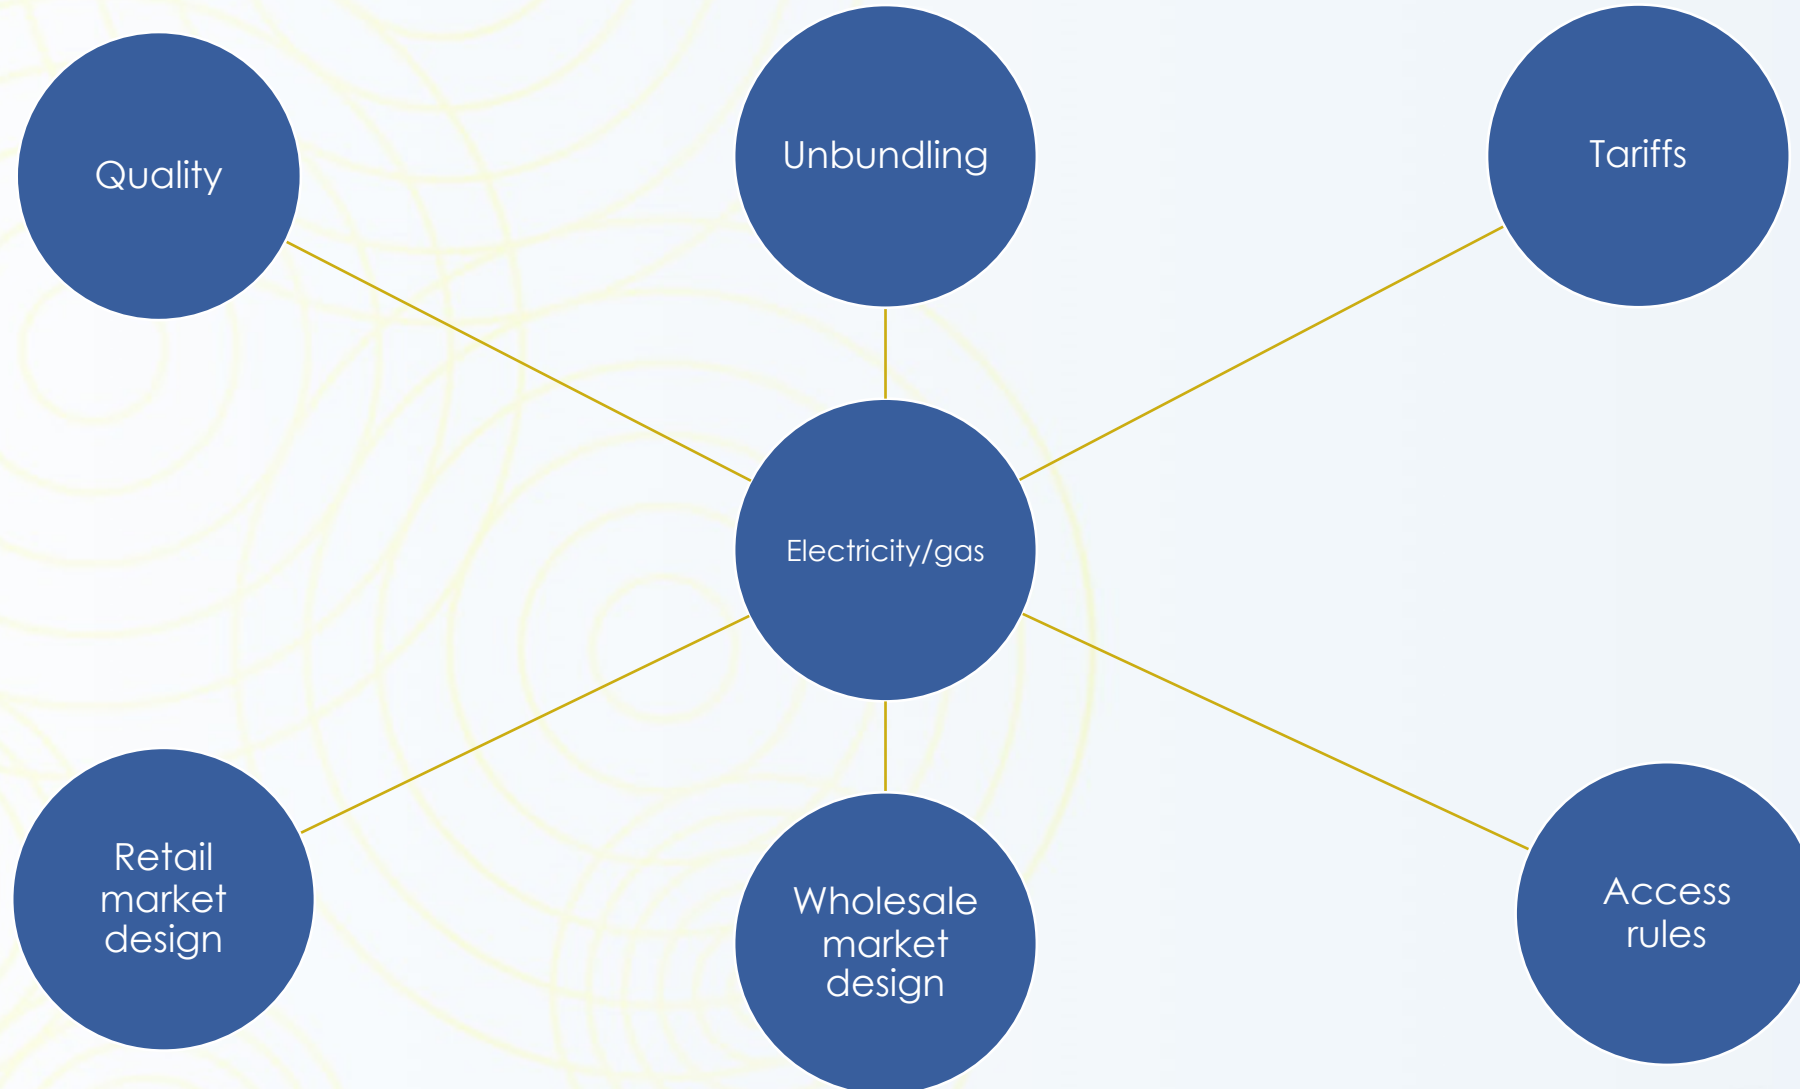 Quality
Unbundling
Tariffs
Electricity/gas
Retail
market
design
Wholesale
market
design
Access
rules